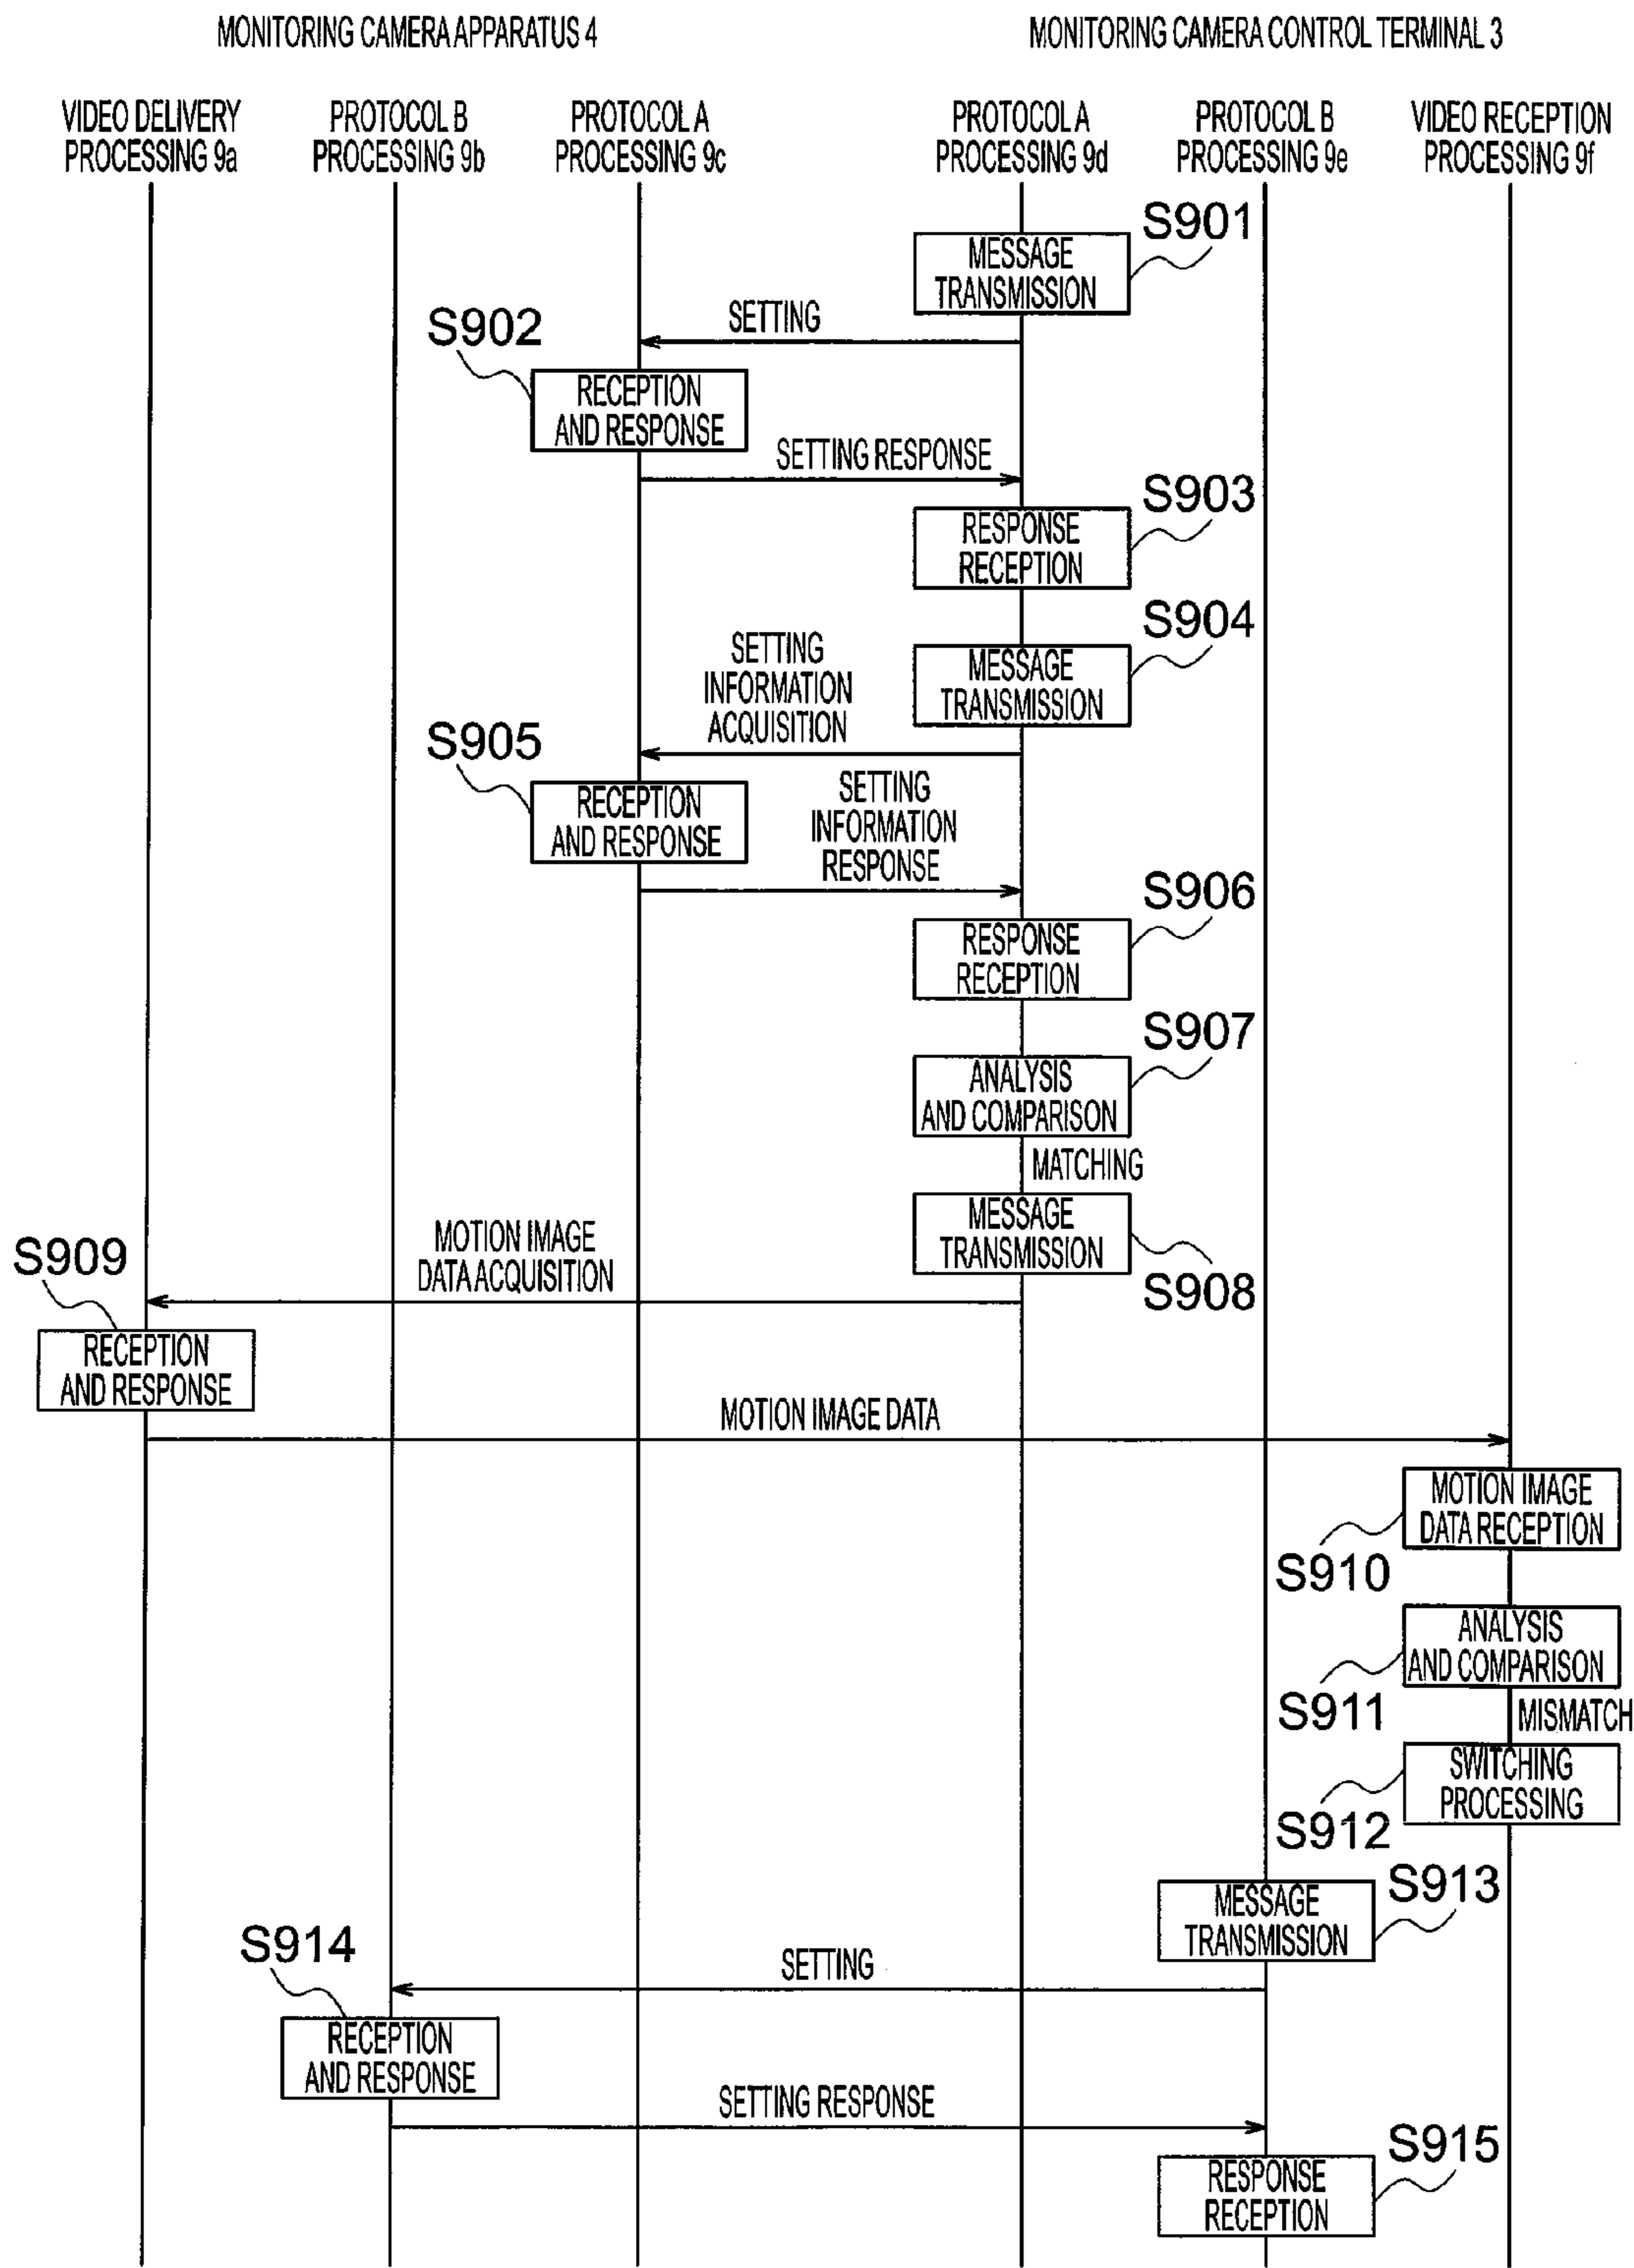 MONITORING CAMERA APPARATUS 4
MONITORING CAMERA CONTROL TERMINAL 3
VIDEO DELIVERY
PROCESSING 9a
PROTOCOL B
PROCESSING 9b
PROTOCOL A
PROCESSING 9c
PROTOCOL A
PROCESSING 9d
PROTOCOL B
PROCESSING 9e
VIDEO RECEPTION
PROCESSING 9f
S901
MESSAGE
TRANSMISSION
SETTING
S902
RECEPTION
AND RESPONSE
SETTING RESPONSE
S903
RESPONSE
RECEPTION
S904
MESSAGE
TRANSMISSION
SETTING
INFORMATION
ACQUISITION
S905
RECEPTION
AND RESPONSE
SETTING
INFORMATION
RESPONSE
S906
RESPONSE
RECEPTION
S907
ANALYSIS
AND COMPARISON
MATCHING
MESSAGE
TRANSMISSION
S908
MOTION IMAGE
DATA ACQUISITION
S909
RECEPTION
AND RESPONSE
MOTION IMAGE DATA
MOTION IMAGE
DATA RECEPTION
S910
ANALYSIS
AND COMPARISON
S911
MISMATCH
SWITCHING
PROCESSING
S912
S913
MESSAGE
TRANSMISSION
SETTING
S914
RECEPTION
AND RESPONSE
SETTING RESPONSE
S915
RESPONSE
RECEPTION